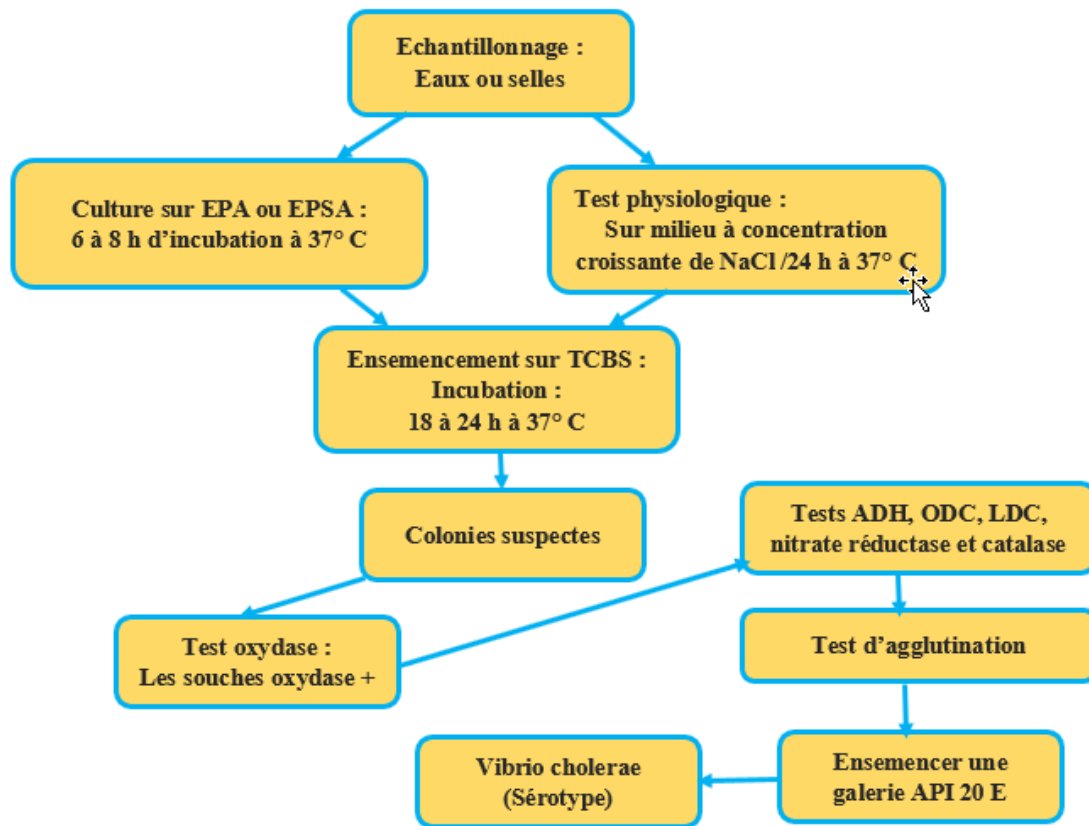 Echantillonnage :
Eaux ou selles
Culture sur EPA ou EPSA :
6 à 8 h d'incubation à 37° C
Test physiologique :
Sur milieu à concentration
croissante de NaCl /24 h à 37° C
Ensemencement sur TCBS :
Incubation :
18 à 24 h à 37° C
Colonies suspectes
Test oxydase :
Les souches oxydase +
Tests ADH, ODC, LDC,
nitrate réductase et catalase
Test d'agglutination
Ensemencer une
galerie API 20 E
Vibrio cholerae
(Sérotype)